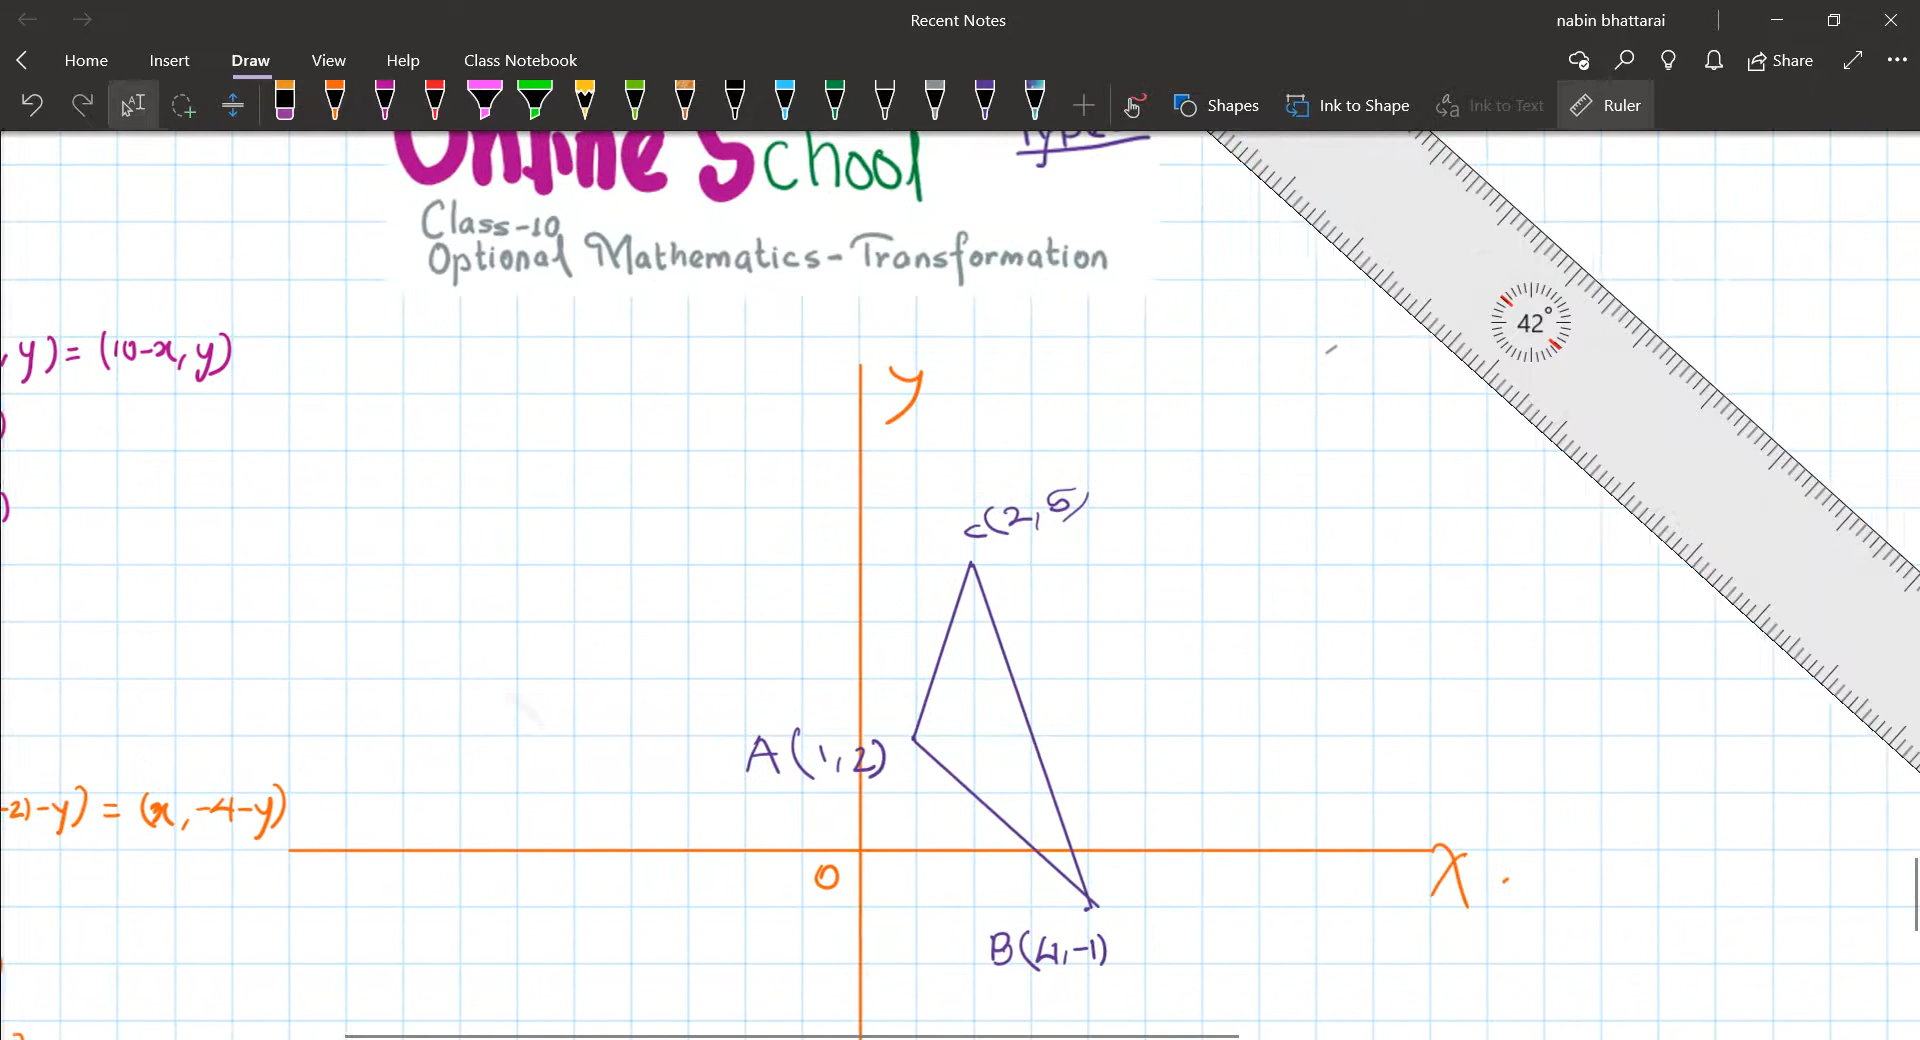 Recent Notes
nabin bhattarai
Home Insert Draw View Help Class Notebook
Share
Shapes Ink to Shape Ink to Text Ruler
Online School
Type
Class-10
Optional Mathematics-Transformation
42°
, y) = (10-x, y)
)
)
Y
C(2, 5)
A(1, 2)
-2)-y) = (x, -4-y)
O
X
B(4, -1)